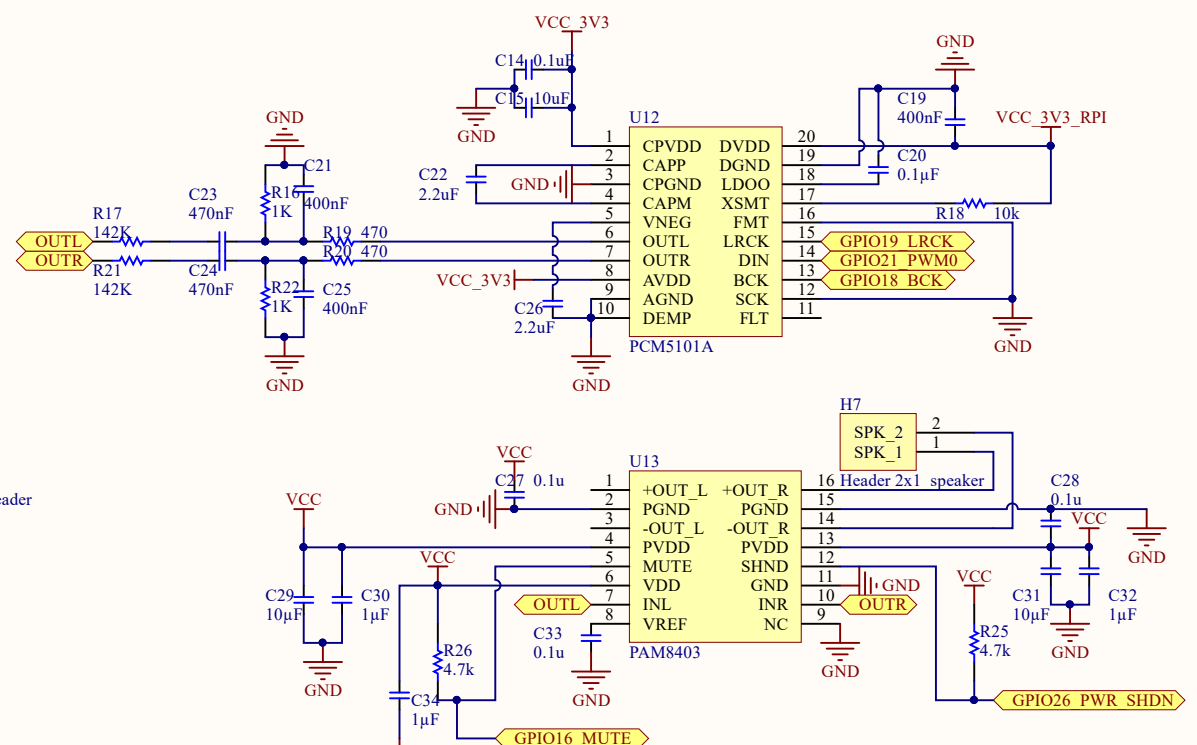 VCC_3V3
C14 0.1uF
C15 10uF
GND
GND
C21
400nF
R16
1K
C23
470nF
R17
142K
OUTL
OUTR
R21
142K
C24
470nF
R19 470
R20 470
R22
1K
C25
400nF
GND
C22
2.2uF
GND
VCC_3V3
C26
2.2uF
GND
U12
1 CPVDD DVDD 20
2 CAPP DGND 19
3 CPGND LDOO 18
4 CAPM XSMT 17
5 VNEG FMT 16
6 OUTL LRCK 15
7 OUTR DIN 14
8 AVDD BCK 13
9 AGND SCK 12
10 DEMP FLT 11
PCM5101A
GND
C19
400nF
VCC_3V3_RPI
C20
0.1µF
R18 10k
GPIO19_LRCK
GPIO21_PWM0
GPIO18_BCK
GND
H7
SPK_2 2
SPK_1 1
Header 2x1 speaker
eader
VCC
C29
10µF
C30
1µF
GND
VCC
C27 0.1u
GND
VCC
R26
4.7k
C34
1µF
GPIO16_MUTE
OUTL
C33
0.1u
GND
U13
1 +OUT_L +OUT_R 16
2 PGND PGND 15
3 -OUT_L -OUT_R 14
4 PVDD PVDD 13
5 MUTE SHND 12
6 VDD GND 11
7 INL INR 10
8 VREF NC 9
PAM8403
GND
OUTR
GND
C28
0.1u
VCC
GND
C31
10µF
C32
1µF
GND
VCC
R25
4.7k
GPIO26_PWR_SHDN